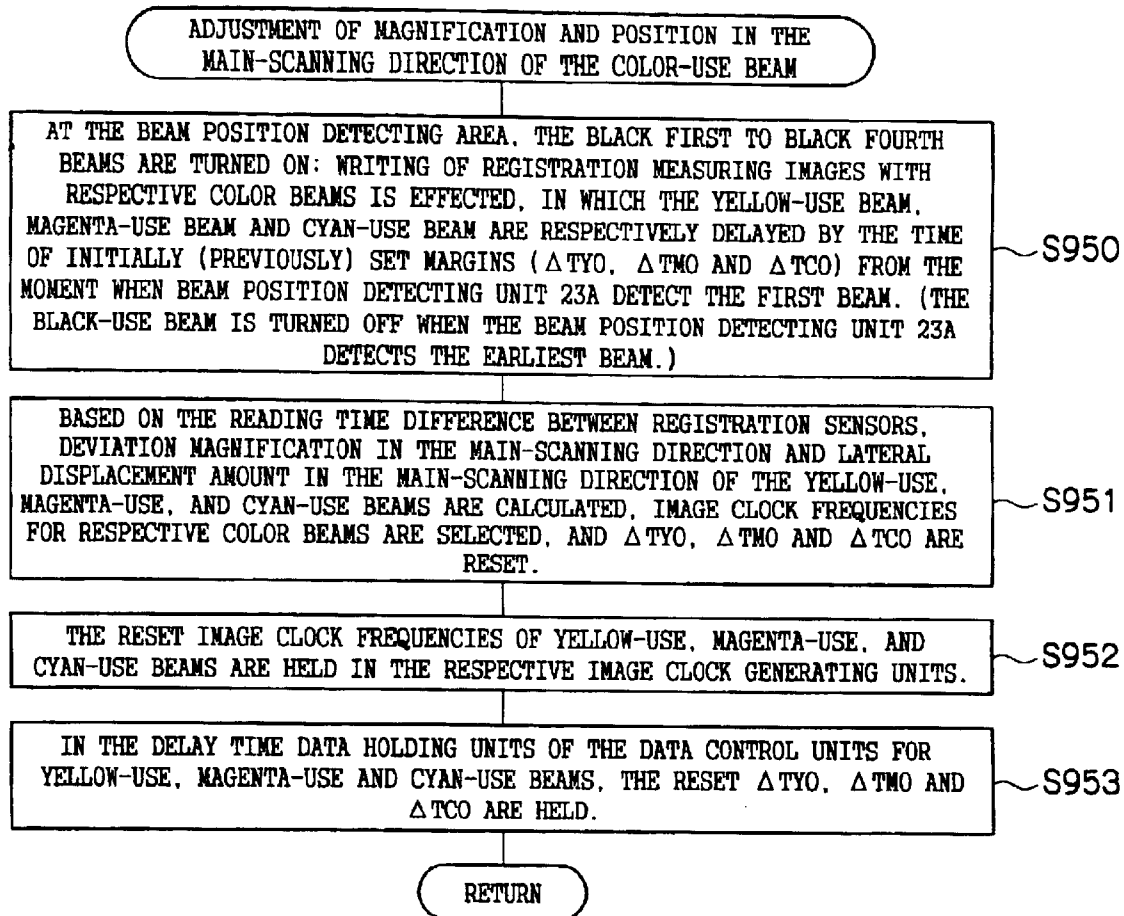 ADJUSTMENT OF MAGNIFICATION AND POSITION IN THE
MAIN-SCANNING DIRECTION OF THE COLOR-USE BEAM
AT THE BEAM POSITION DETECTING AREA, THE BLACK FIRST TO BLACK FOURTH
BEAMS ARE TURNED ON: WRITING OF REGISTRATION MEASURING IMAGES WITH
RESPECTIVE COLOR BEAMS IS EFFECTED, IN WHICH THE YELLOW-USE BEAM,
MAGENTA-USE BEAM AND CYAN-USE BEAM ARE RESPECTIVELY DELAYED BY THE TIME
OF INITIALLY (PREVIOUSLY) SET MARGINS (ΔTYO, ΔTMO AND ΔTCO) FROM THE
MOMENT WHEN BEAM POSITION DETECTING UNIT 23A DETECT THE FIRST BEAM. (THE
BLACK-USE BEAM IS TURNED OFF WHEN THE BEAM POSITION DETECTING UNIT 23A
DETECTS THE EARLIEST BEAM.)
S950
BASED ON THE READING TIME DIFFERENCE BETWEEN REGISTRATION SENSORS,
DEVIATION MAGNIFICATION IN THE MAIN-SCANNING DIRECTION AND LATERAL
DISPLACEMENT AMOUNT IN THE MAIN-SCANNING DIRECTION OF THE YELLOW-USE,
MAGENTA-USE, AND CYAN-USE BEAMS ARE CALCULATED, IMAGE CLOCK FREQUENCIES
FOR RESPECTIVE COLOR BEAMS ARE SELECTED, AND ΔTYO, ΔTMO AND ΔTCO ARE
RESET.
S951
THE RESET IMAGE CLOCK FREQUENCIES OF YELLOW-USE, MAGENTA-USE, AND
CYAN-USE BEAMS ARE HELD IN THE RESPECTIVE IMAGE CLOCK GENERATING UNITS.
S952
IN THE DELAY TIME DATA HOLDING UNITS OF THE DATA CONTROL UNITS FOR
YELLOW-USE, MAGENTA-USE AND CYAN-USE BEAMS, THE RESET ΔTYO, ΔTMO AND
ΔTCO ARE HELD.
S953
RETURN